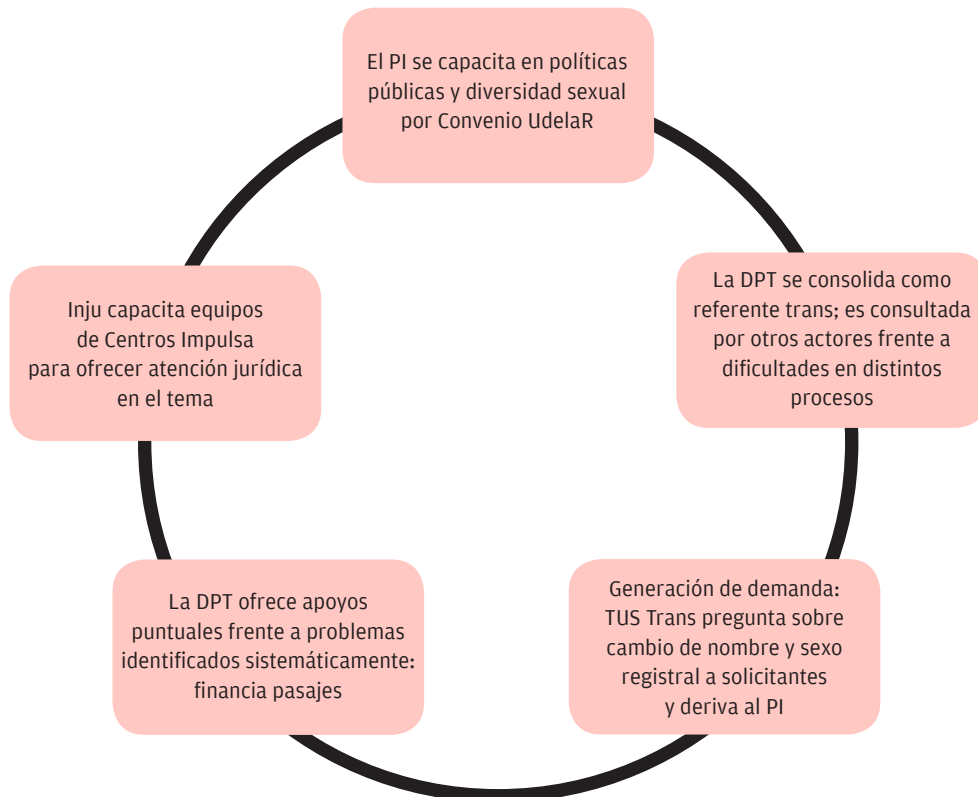 El PI se capacita en políticas
públicas y diversidad sexual
por Convenio UdelaR
La DPT se consolida como
referente trans; es consultada
por otros actores frente a
dificultades en distintos
procesos
Generación de demanda:
TUS Trans pregunta sobre
cambio de nombre y sexo
registral a solicitantes
y deriva al PI
La DPT ofrece apoyos
puntuales frente a problemas
identificados sistemáticamente:
financia pasajes
Inju capacita equipos
de Centros Impulsa
para ofrecer atención jurídica
en el tema